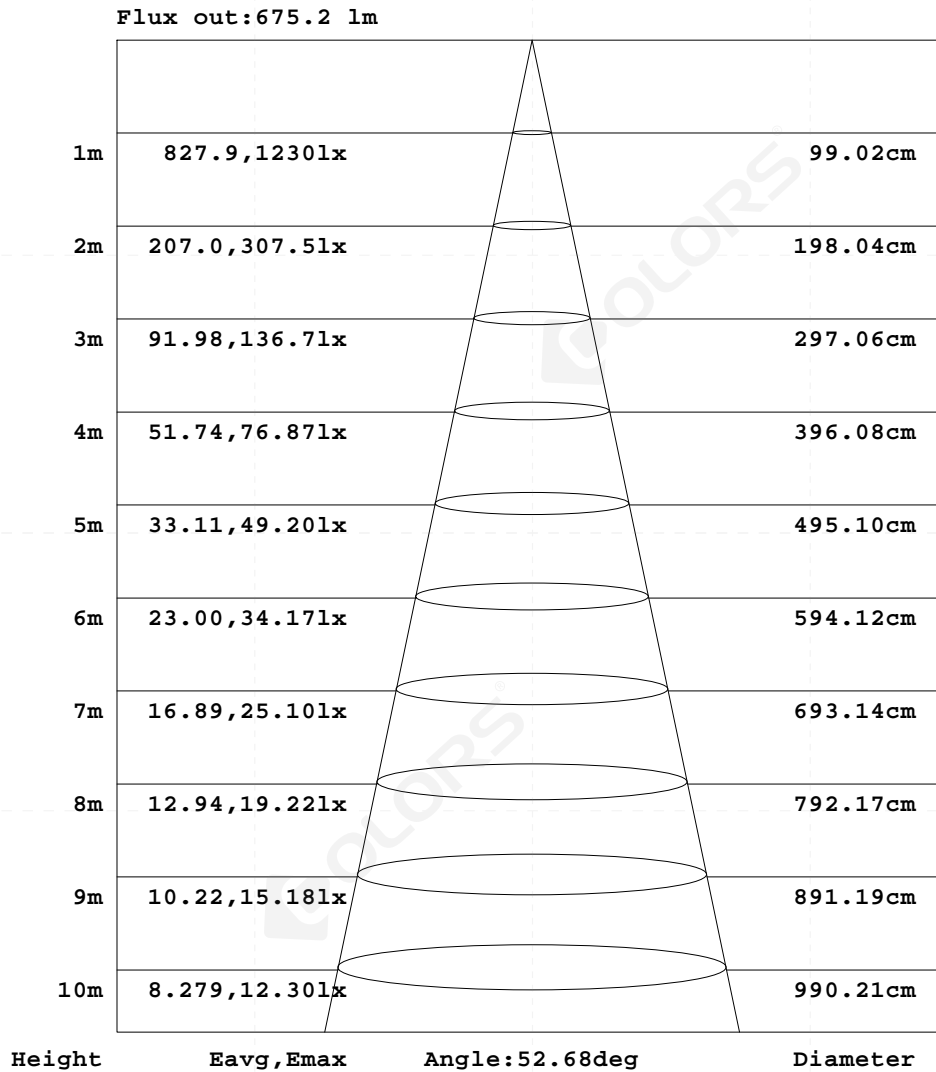 Flux out:675.2 lm
1m 827.9,1230lx 99.02cm
2m 207.0,307.5lx 198.04cm
3m 91.98,136.7lx 297.06cm
4m 51.74,76.87lx 396.08cm
5m 33.11,49.20lx 495.10cm
6m 23.00,34.17lx 594.12cm
7m 16.89,25.10lx 693.14cm
8m 12.94,19.22lx 792.17cm
9m 10.22,15.18lx 891.19cm
10m 8.279,12.30lx 990.21cm
Height Eavg,Emax Angle:52.68deg Diameter
COLORS®
COLORS®